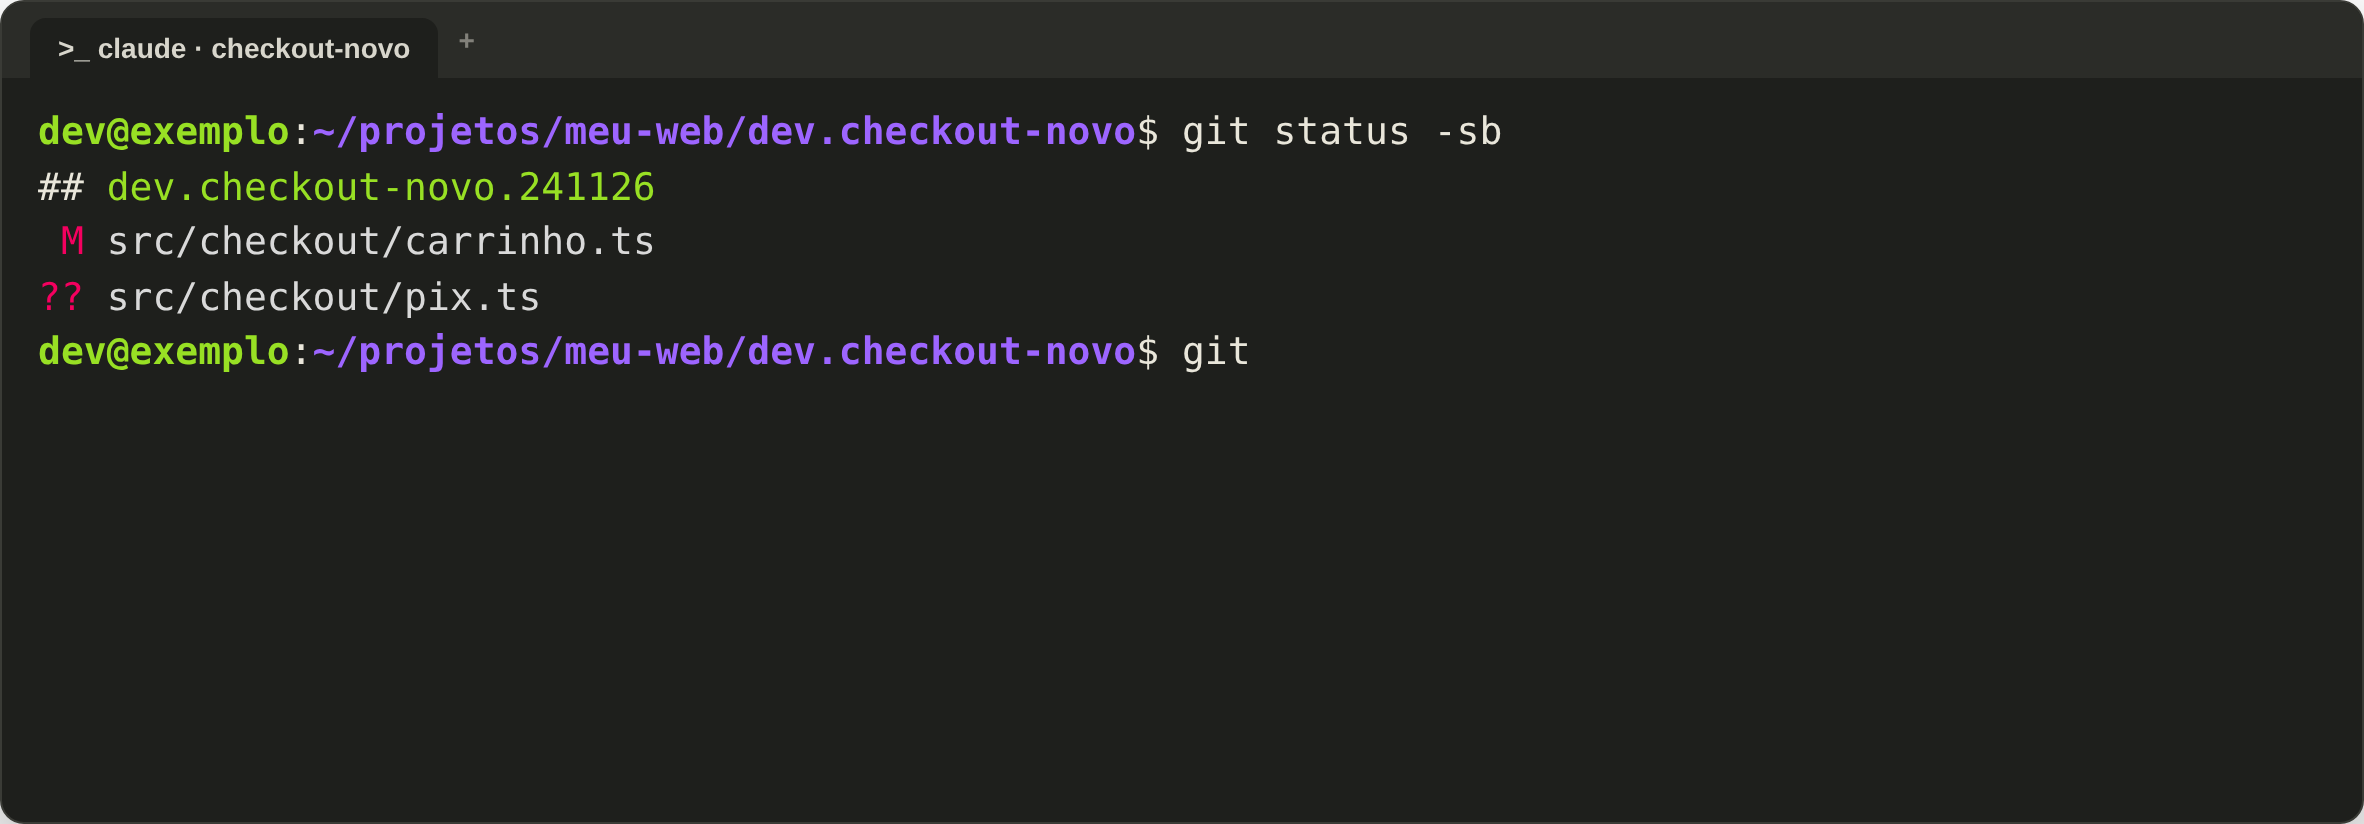 >_ claude · checkout-novo +
dev@exemplo:~/projetos/meu-web/dev.checkout-novo$ git status -sb
## dev.checkout-novo.241126
 M src/checkout/carrinho.ts
?? src/checkout/pix.ts
dev@exemplo:~/projetos/meu-web/dev.checkout-novo$ git